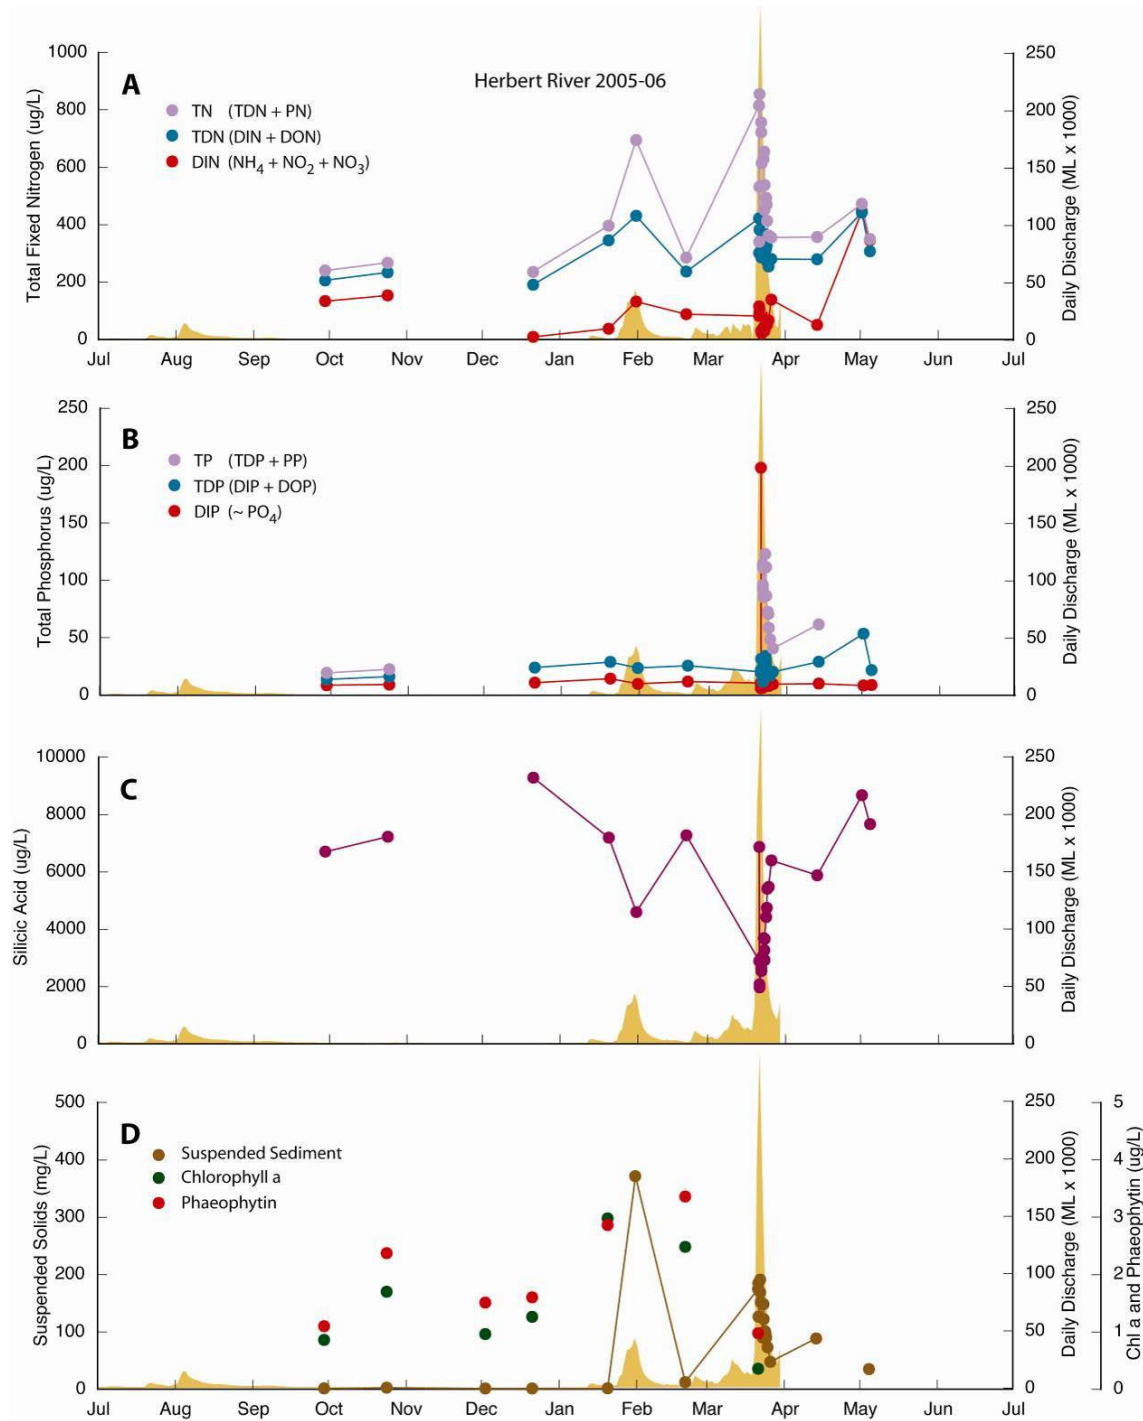 Herbert River 2005-06
A
TN (TDN + PN)
TDN (DIN + DON)
DIN (NH4 + NO2 + NO3)
Total Fixed Nitrogen (ug/L)
1000
800
600
400
200
0
Daily Discharge (ML x 1000)
250
200
150
100
50
0
Jul Aug Sep Oct Nov Dec Jan Feb Mar Apr May Jun Jul
B
TP (TDP + PP)
TDP (DIP + DOP)
DIP (~ PO4)
Total Phosphorus (ug/L)
250
200
150
100
50
0
Daily Discharge (ML x 1000)
250
200
150
100
50
0
C
Silicic Acid (ug/L)
10000
8000
6000
4000
2000
0
Daily Discharge (ML x 1000)
250
200
150
100
50
0
D
Suspended Sediment
Chlorophyll a
Phaeophytin
Suspended Solids (mg/L)
500
400
300
200
100
0
Daily Discharge (ML x 1000)
250
200
150
100
50
0
Chl a and Phaeophytin (ug/L)
5
4
3
2
1
0
Jul Aug Sep Oct Nov Dec Jan Feb Mar Apr May Jun Jul